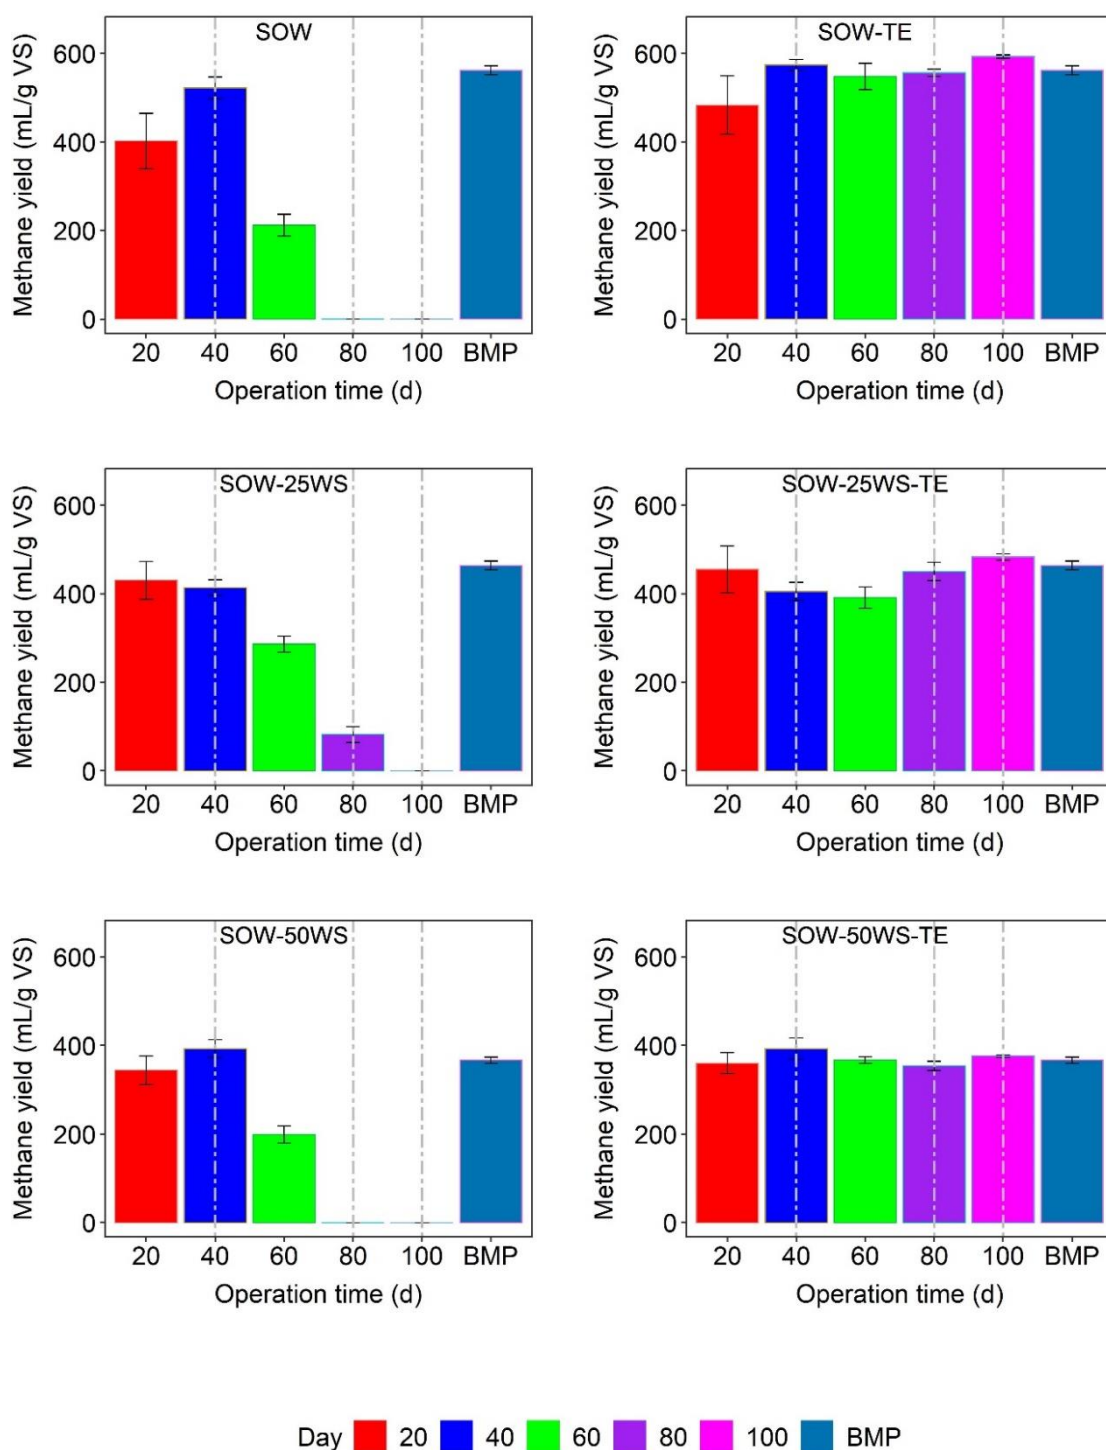 SOW
Methane yield (mL/g VS)
600
400
200
0
20 40 60 80 100 BMP
Operation time (d)
SOW-TE
Methane yield (mL/g VS)
600
400
200
0
20 40 60 80 100 BMP
Operation time (d)
SOW-25WS
Methane yield (mL/g VS)
600
400
200
0
20 40 60 80 100 BMP
Operation time (d)
SOW-25WS-TE
Methane yield (mL/g VS)
600
400
200
0
20 40 60 80 100 BMP
Operation time (d)
SOW-50WS
Methane yield (mL/g VS)
600
400
200
0
20 40 60 80 100 BMP
Operation time (d)
SOW-50WS-TE
Methane yield (mL/g VS)
600
400
200
0
20 40 60 80 100 BMP
Operation time (d)
Day 20 40 60 80 100 BMP